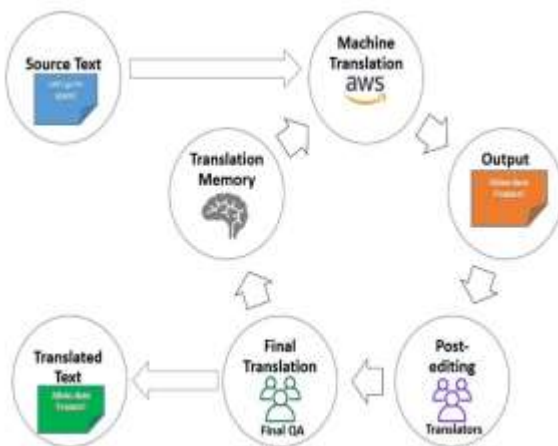 Source Text
Machine
Translation
aws
Translation
Memory
Output
Translated
Text
Final
Translation
Final QA
Post-
editing
Translators